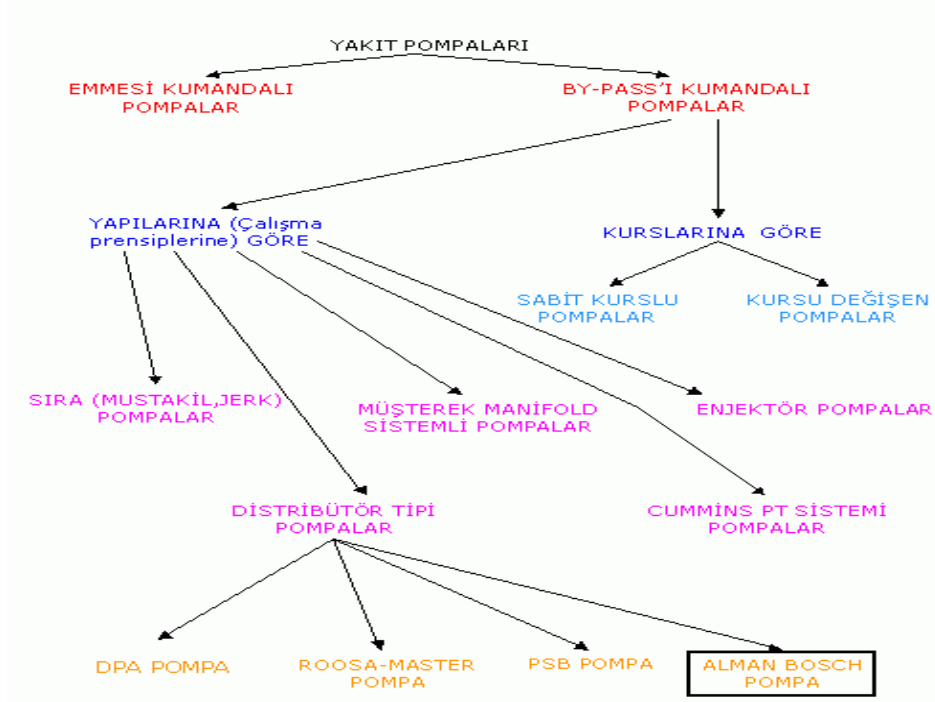 YAKIT POMPALARI
EMMESİ KUMANDALI
POMPALAR
BY-PASS'I KUMANDALI
POMPALAR
YAPILARINA (Çalışma
prensiplerine) GÖRE
KURSLARINA GÖRE
SABİT KURSLU
POMPALAR
KURSU DEĞİŞEN
POMPALAR
SIRA (MUSTAKİL,JERK)
POMPALAR
MÜŞTEREK MANİFOLD
SİSTEMLİ POMPALAR
ENJEKTÖR POMPALAR
DİSTRİBÜTÖR TİPİ
POMPALAR
CUMMİNS PT SİSTEMİ
POMPALAR
DPA POMPA
ROOSA-MASTER
POMPA
PSB POMPA
ALMAN BOSCH
POMPA